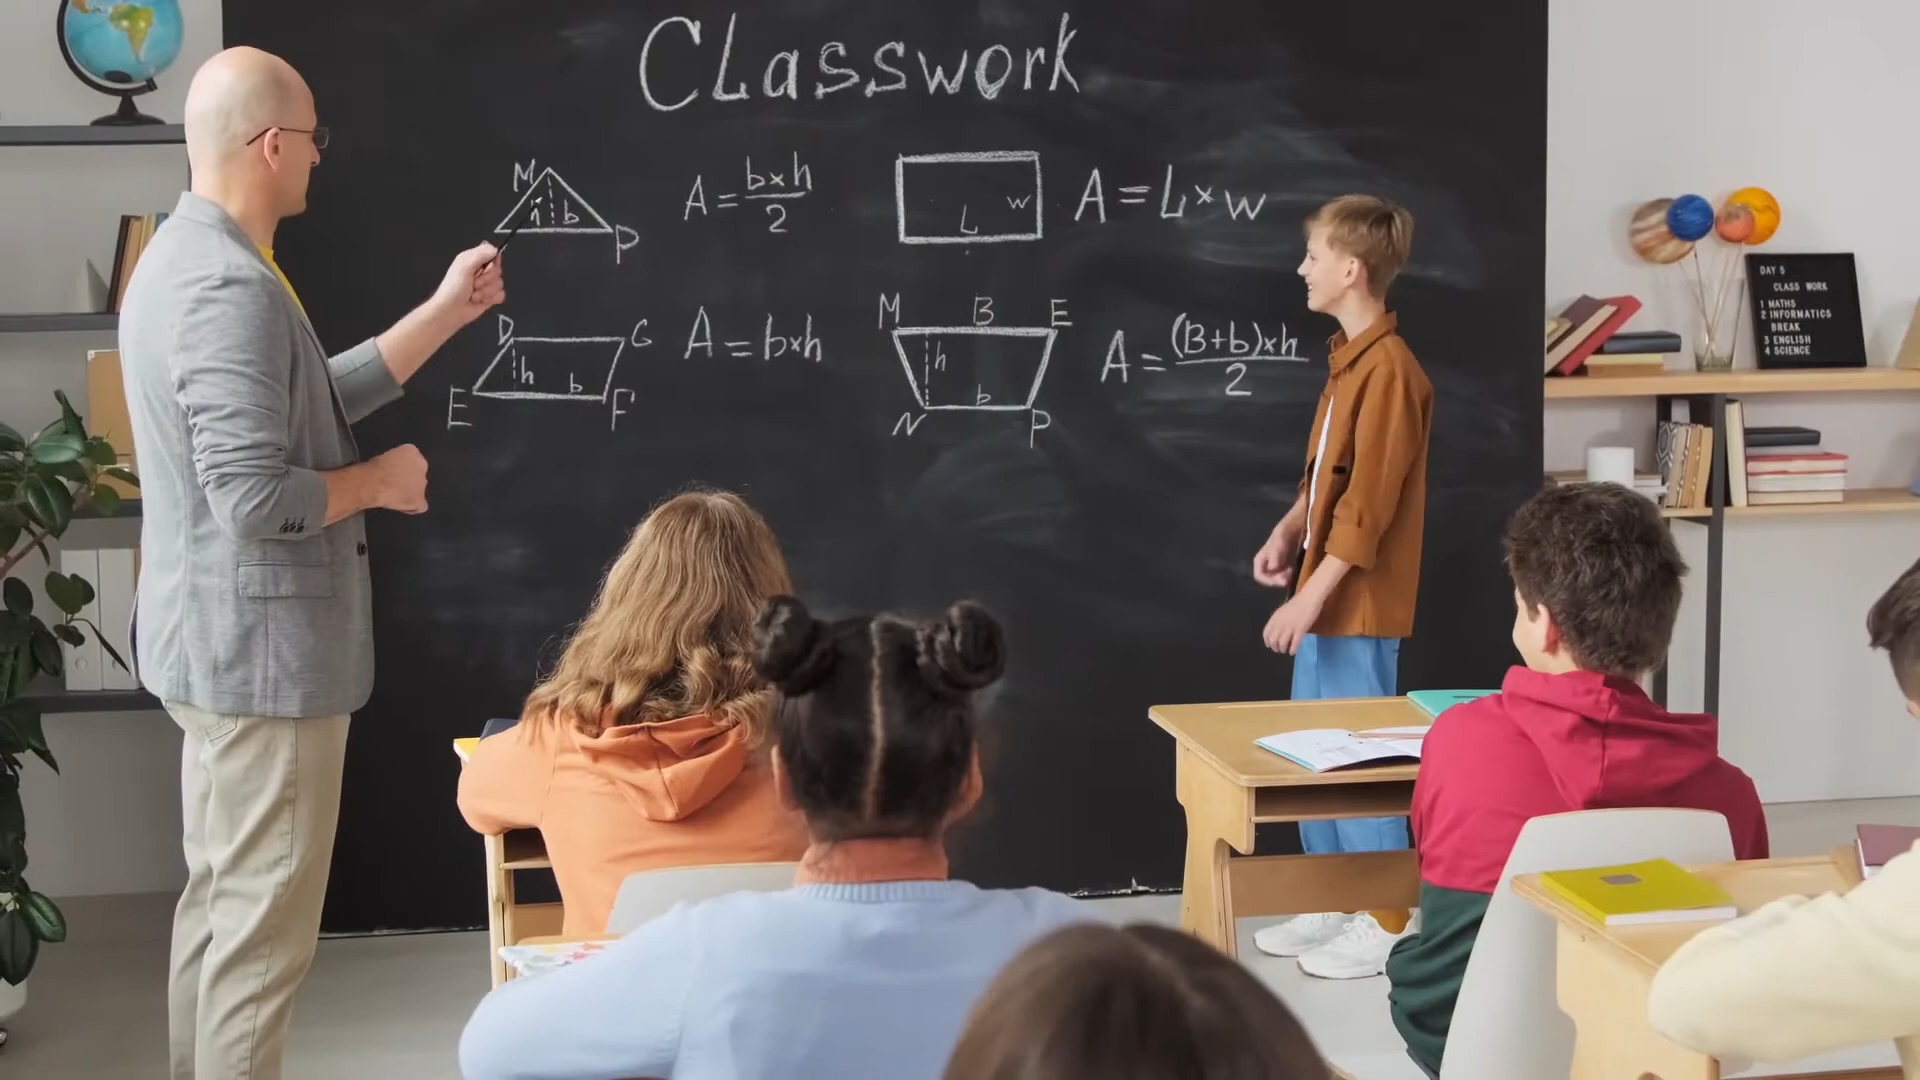 Classwork
M
h b
P
A = b×h/2
L w
A = L×w
D G
h b
E F
A = b×h
M B E
h
b
N P
A = (B+b)×h/2
DAY 5
CLASS WORK
1 MATHS
2 INFORMATICS
BREAK
3 ENGLISH
4 SCIENCE